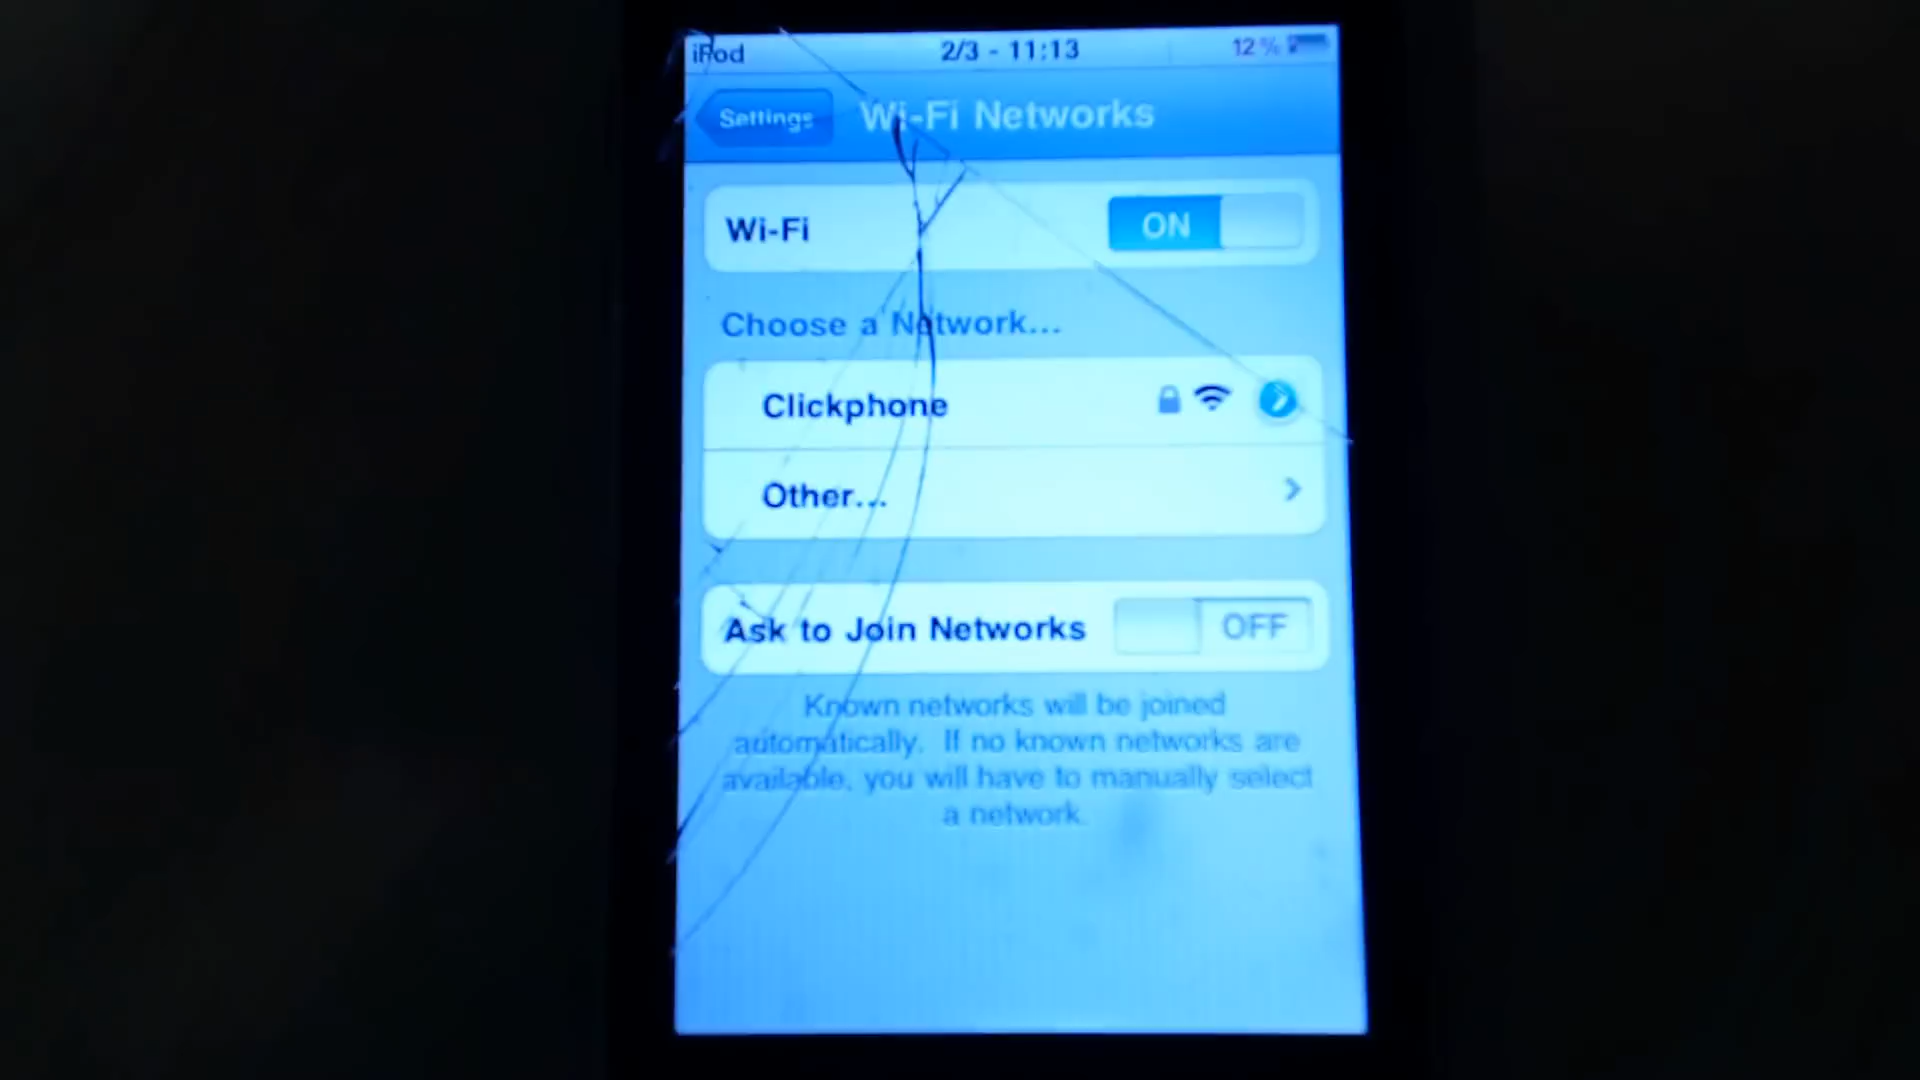 iPod 2/3 - 11:13 12%
Settings Wi-Fi Networks
Wi-Fi ON
Choose a Network...
Clickphone
Other...
Ask to Join Networks OFF
Known networks will be joined
automatically. If no known networks are
available, you will have to manually select
a network.